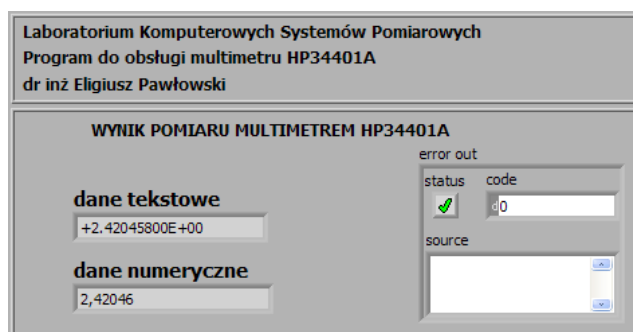 Laboratorium Komputerowych Systemów Pomiarowych
Program do obsługi multimetru HP34401A
dr inż Eligiusz Pawłowski
WYNIK POMIARU MULTIMETREM HP34401A
error out
status code
d0
source
dane tekstowe
+2.42045800E+00
dane numeryczne
2,42046